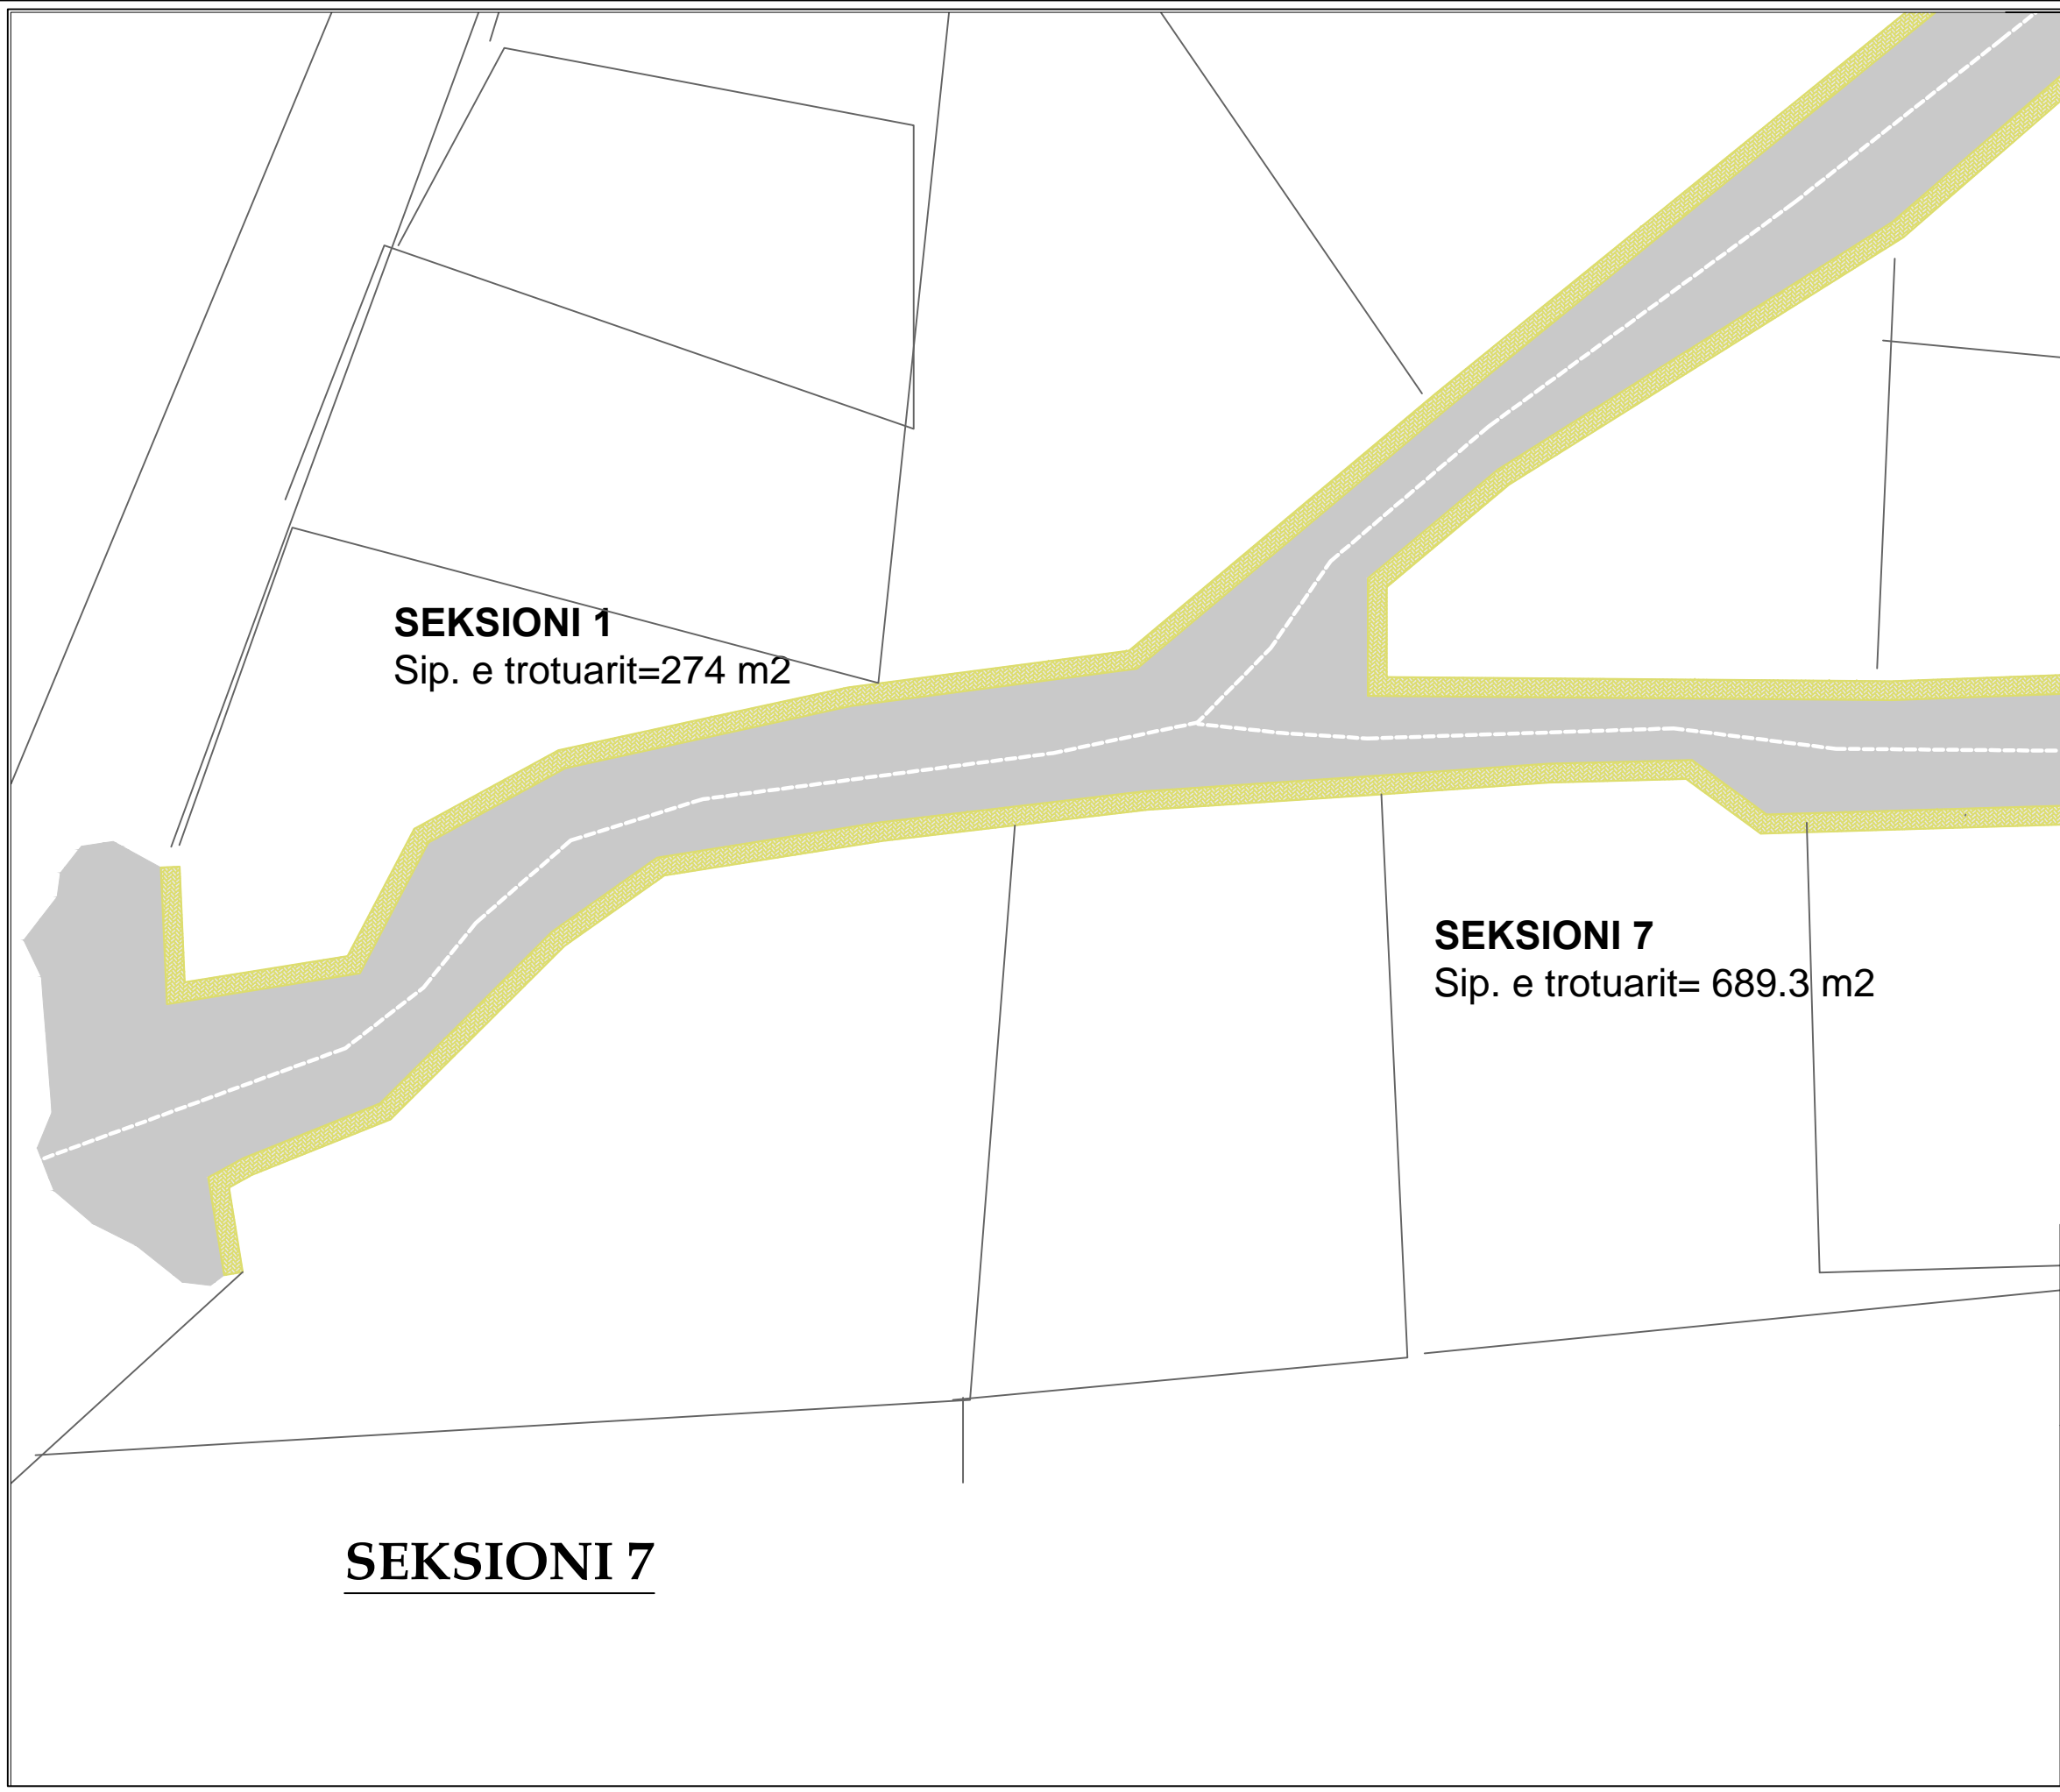 SEKSIONI 1
Sip. e trotuarit=274 m2
SEKSIONI 7
Sip. e trotuarit= 689.3 m2
SEKSIONI 7